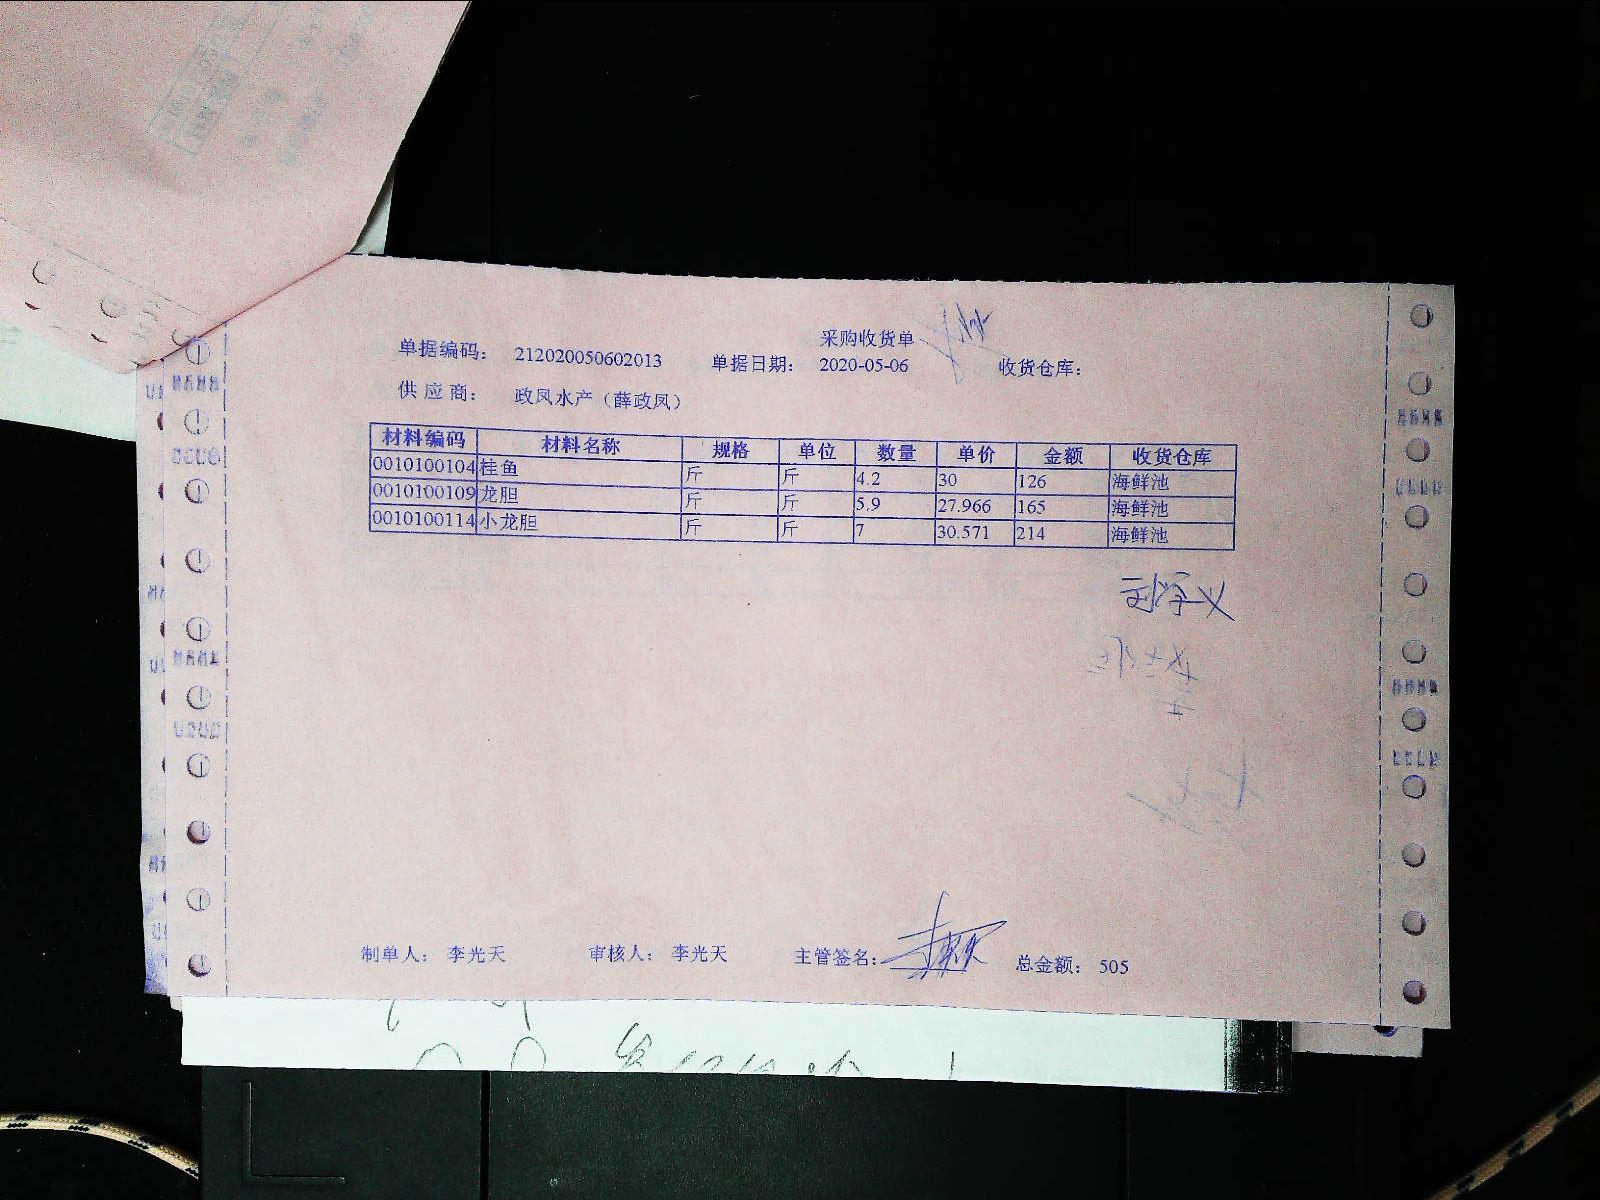 采购收货单
单据编码： 212020050602013 单据日期： 2020-05-06 收货仓库：
供 应 商： 政凤水产（薛政凤）
材料编码 材料名称 规格 单位 数量 单价 金额 收货仓库
0010100104 桂鱼 斤 斤 4.2 30 126 海鲜池
0010100109 龙胆 斤 斤 5.9 27.966 165 海鲜池
0010100114 小龙胆 斤 斤 7 30.571 214 海鲜池
制单人： 李光天 审核人： 李光天 主管签名： 总金额： 505